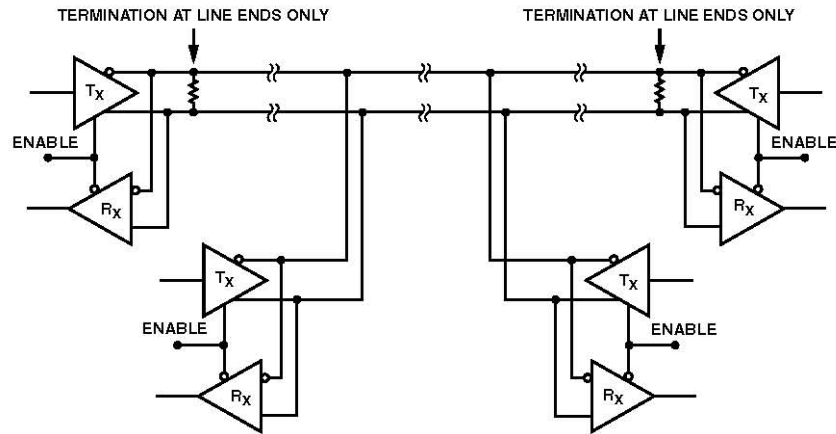 TERMINATION AT LINE ENDS ONLY
TERMINATION AT LINE ENDS ONLY
TX
TX
ENABLE
ENABLE
RX
RX
TX
TX
ENABLE
ENABLE
RX
RX